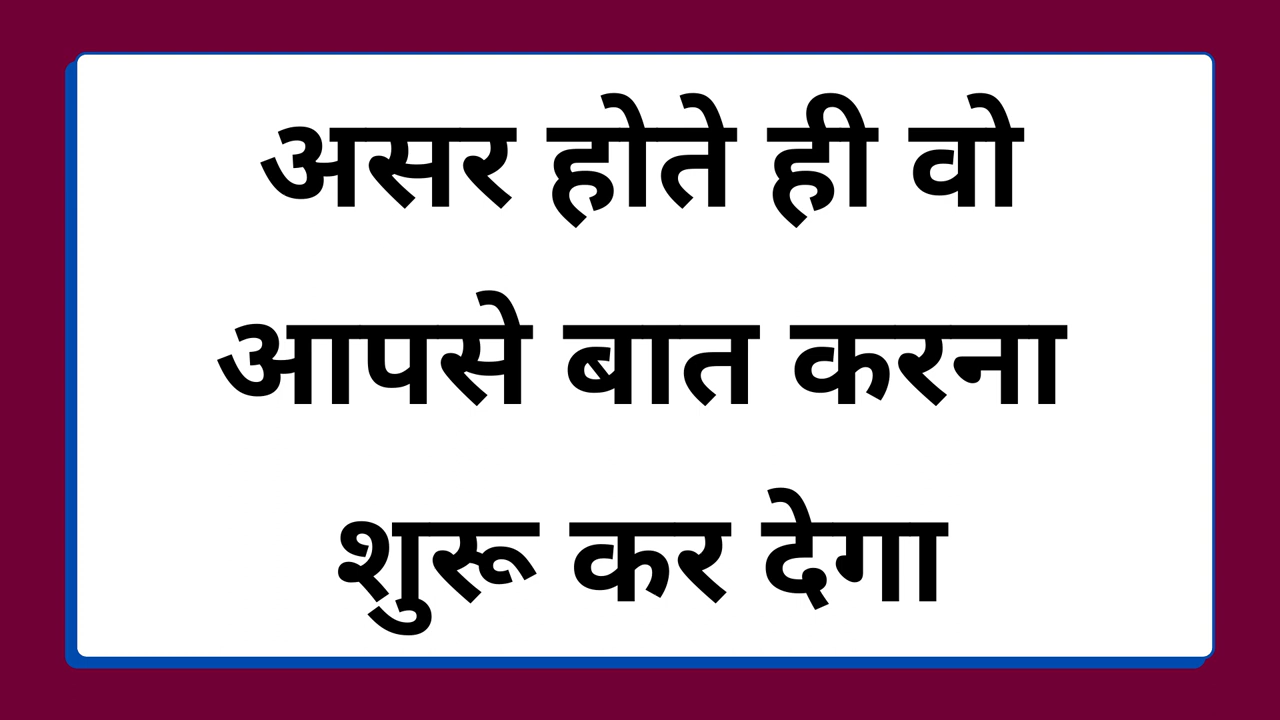 असर होते ही वो
आपसे बात करना
शुरू कर देगा